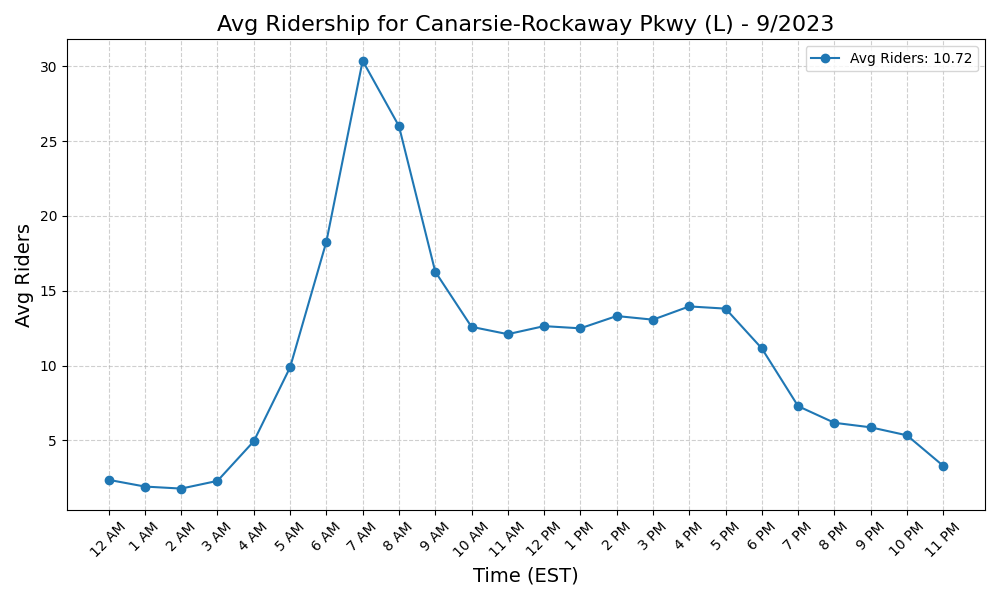 Avg Ridership for Canarsie-Rockaway Pkwy (L) - 9/2023
Avg Riders: 10.72
Avg Riders
30
25
20
15
10
5
12 AM
1 AM
2 AM
3 AM
4 AM
5 AM
6 AM
7 AM
8 AM
9 AM
10 AM
11 AM
12 PM
1 PM
2 PM
3 PM
4 PM
5 PM
6 PM
7 PM
8 PM
9 PM
10 PM
11 PM
Time (EST)